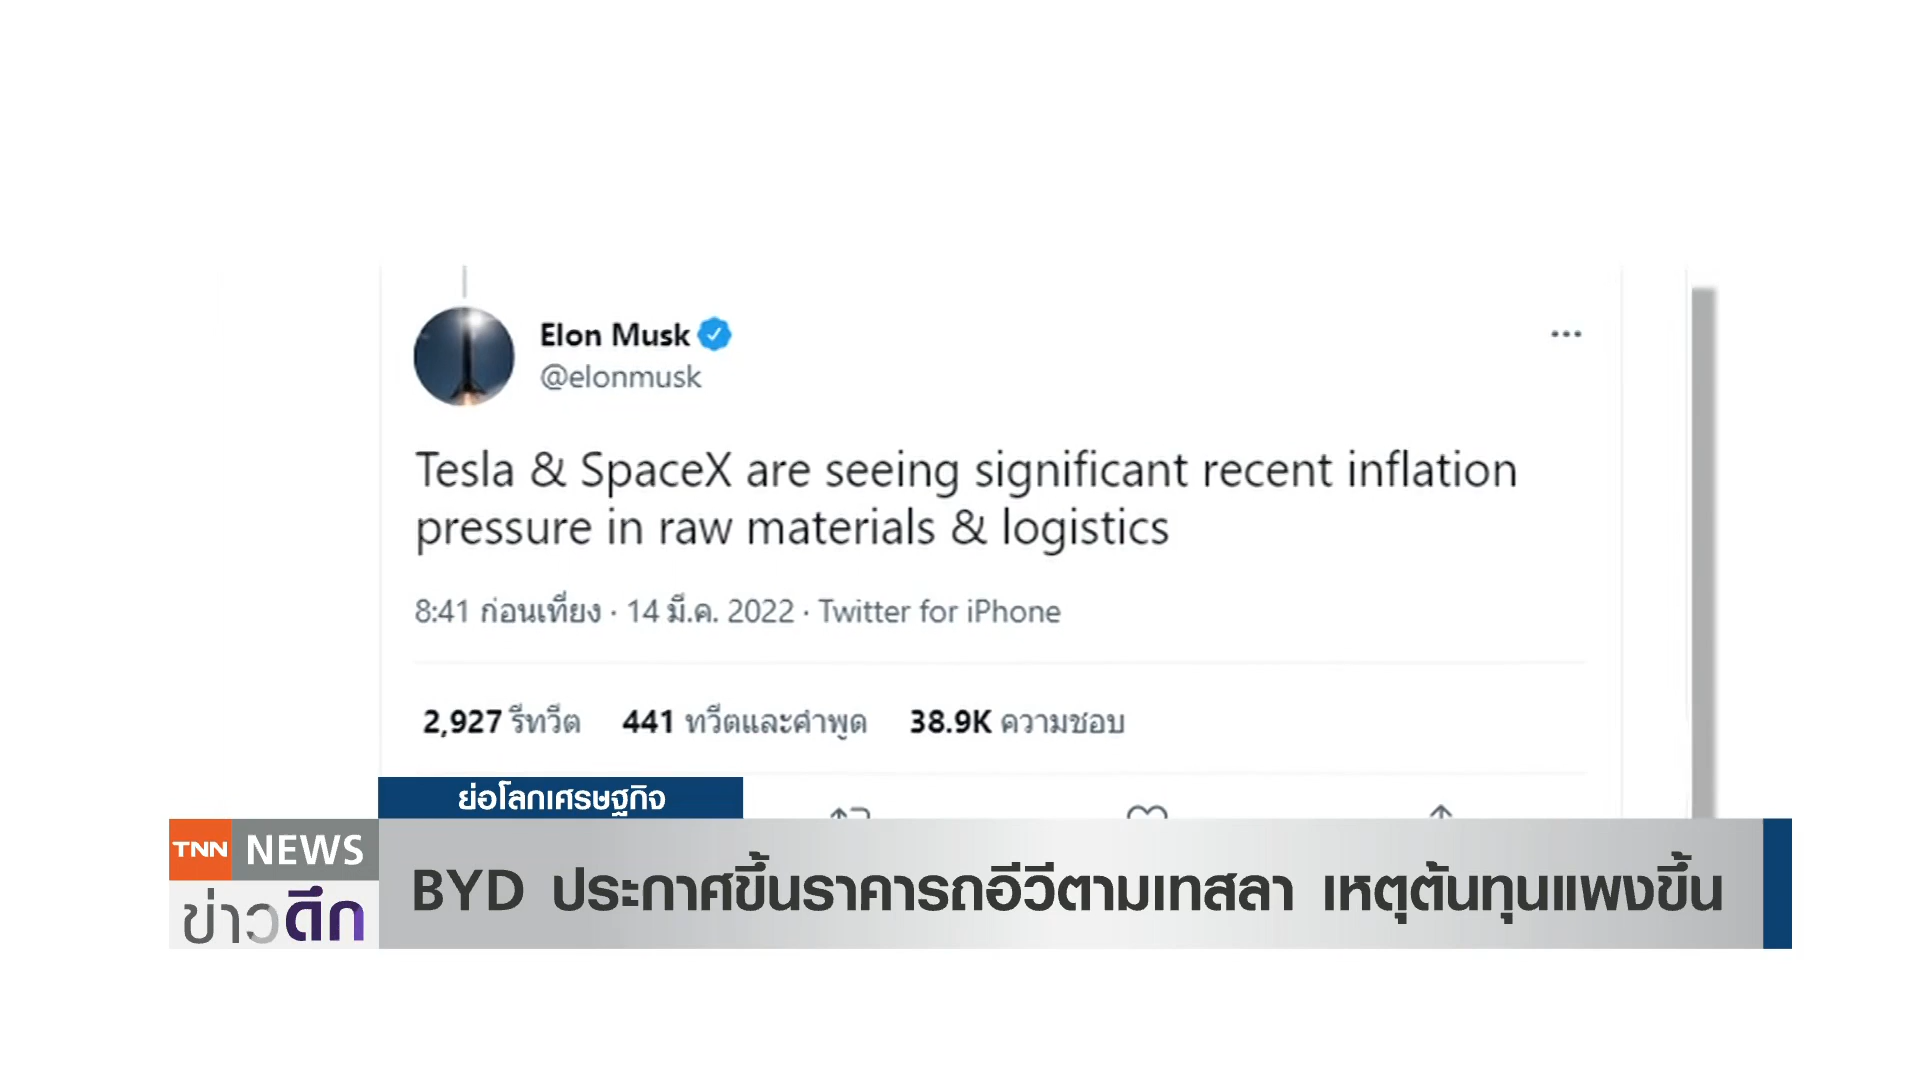 Elon Musk
@elonmusk
Tesla & SpaceX are seeing significant recent inflation
pressure in raw materials & logistics
8:41 ก่อนเที่ยง · 14 มี.ค. 2022 · Twitter for iPhone
2,927 รีทวีต 441 ทวีตและคำพูด 38.9K ความชอบ
ย่อโลกเศรษฐกิจ
TNN NEWS
ข่าวดึก
BYD ประกาศขึ้นราคารถอีวีตามเทสลา เหตุต้นทุนแพงขึ้น